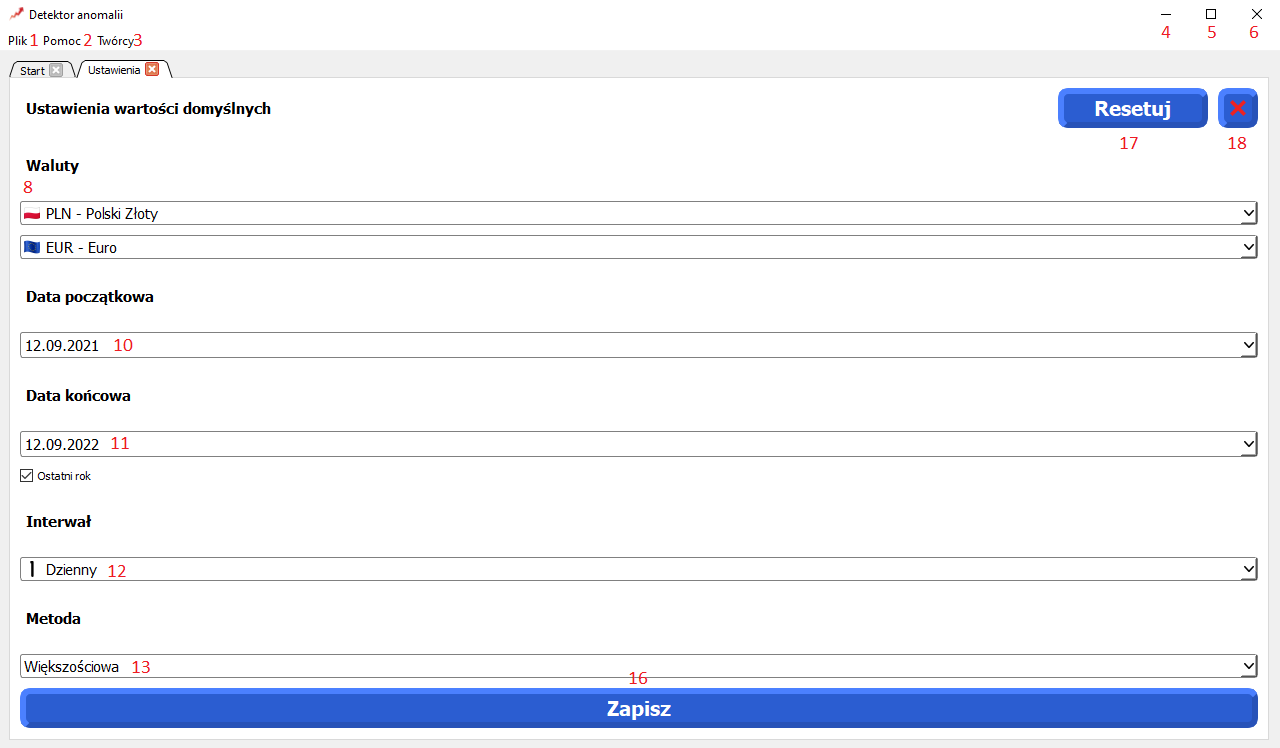 Detektor anomalii
Plik 1 Pomoc 2 Twórcy 3
4 5 6
Start Ustawienia
Ustawienia wartości domyślnych
Resetuj
17 18
Waluty
8
PLN - Polski Złoty
EUR - Euro
Data początkowa
12.09.2021 10
Data końcowa
12.09.2022 11
Ostatni rok
Interwał
1 Dzienny 12
Metoda
Większościowa 13
16
Zapisz